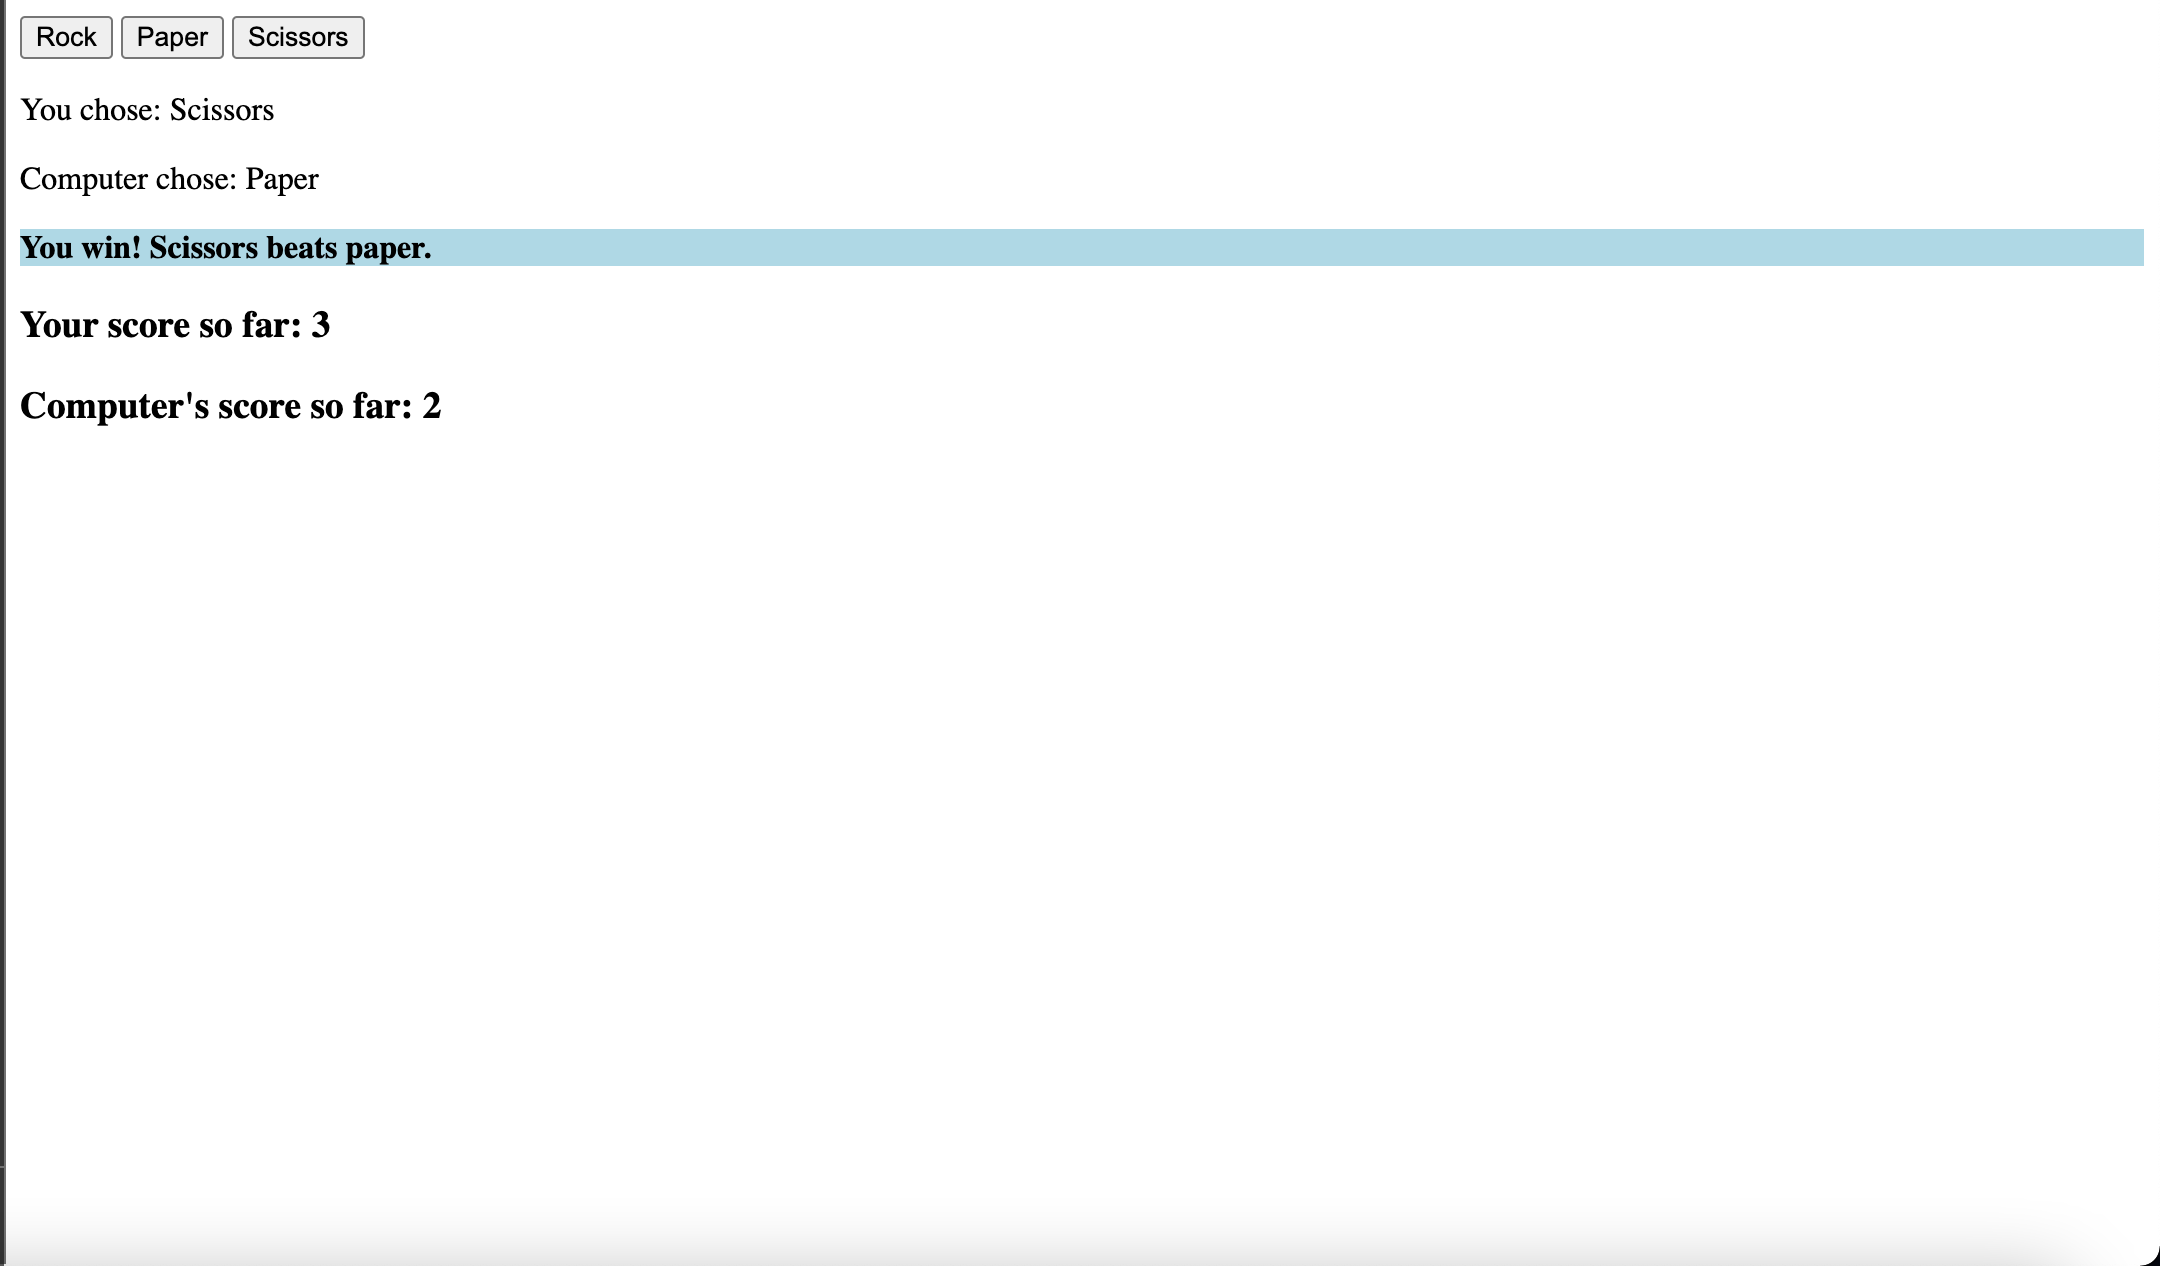 Rock Paper Scissors
You chose: Scissors
Computer chose: Paper
You win! Scissors beats paper.
Your score so far: 3
Computer's score so far: 2